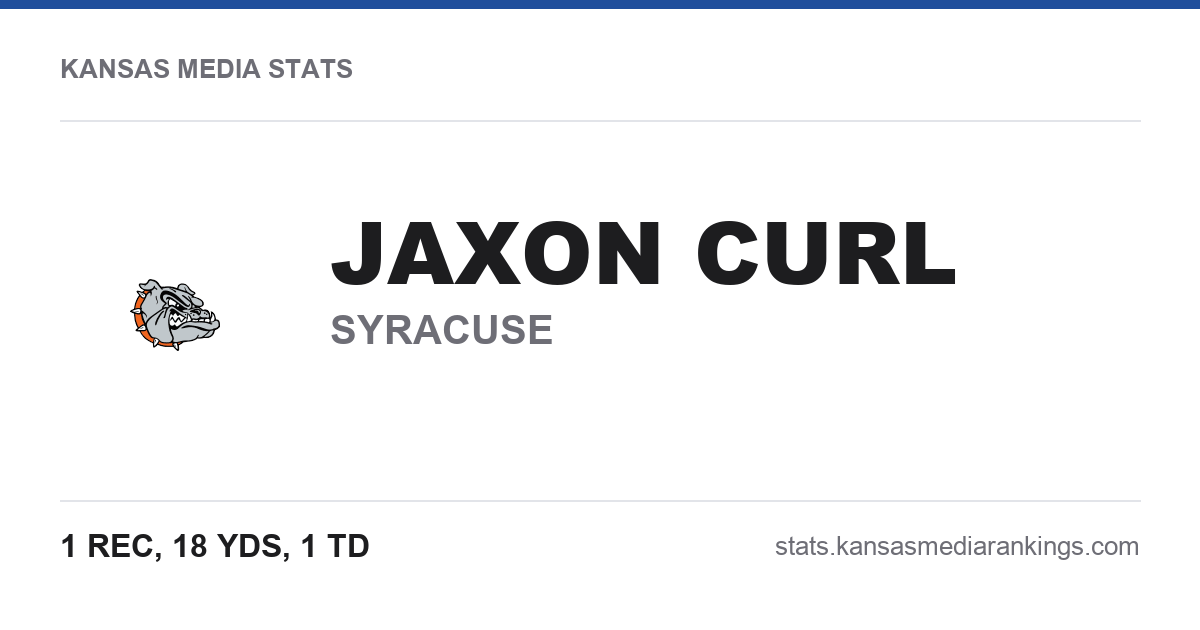 KANSAS MEDIA STATS
JAXON CURL
SYRACUSE
1 REC, 18 YDS, 1 TD
stats.kansasmediarankings.com